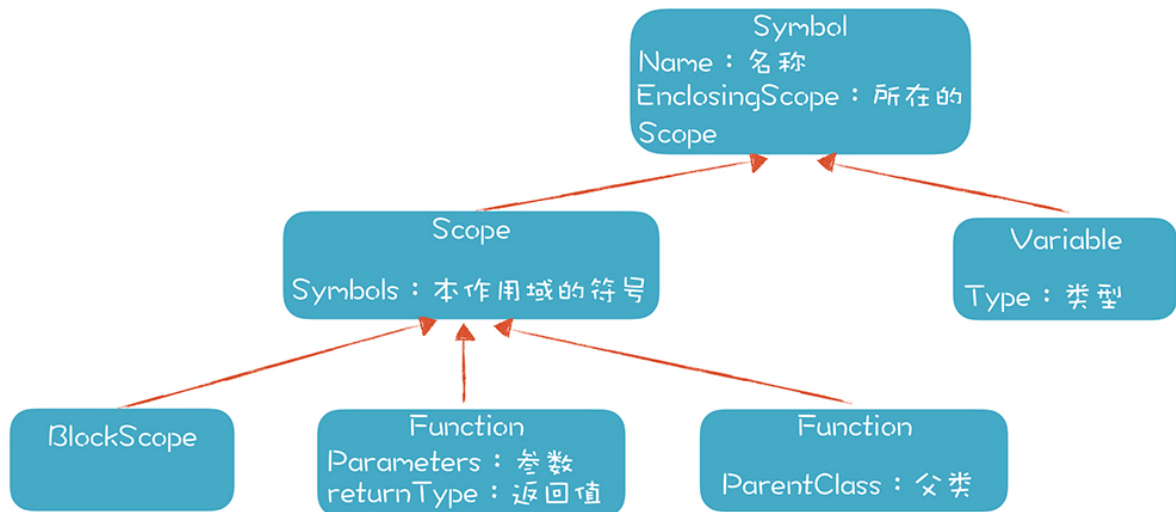 Symbol
Name：名称
EnclosingScope：所在的
Scope
Scope
Symbols：本作用域的符号
Variable
Type：类型
BlockScope
Function
Parameters：参数
returnType：返回值
Function
ParentClass：父类